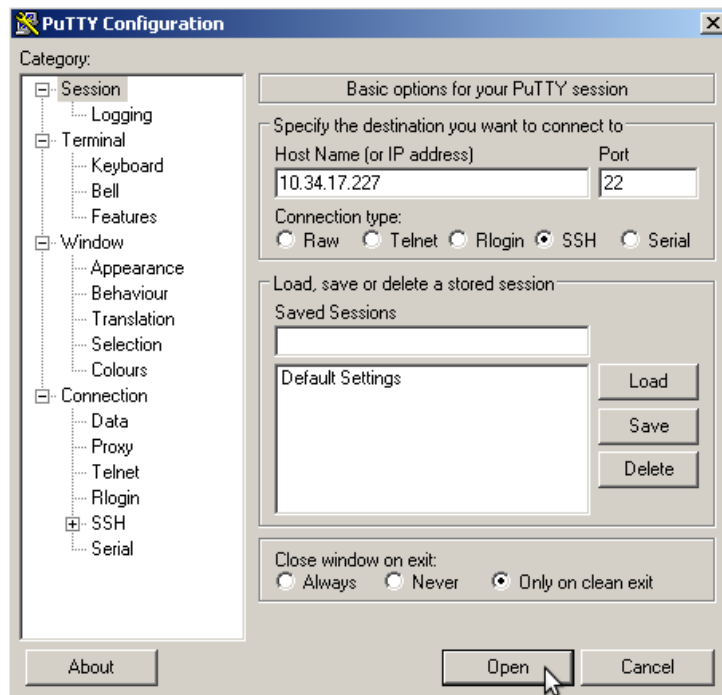 PuTTY Configuration
Category:
Session
Logging
Terminal
Keyboard
Bell
Features
Window
Appearance
Behaviour
Translation
Selection
Colours
Connection
Data
Proxy
Telnet
Rlogin
SSH
Serial
Basic options for your PuTTY session
Specify the destination you want to connect to
Host Name (or IP address) Port
10.34.17.227 22
Connection type:
Raw Telnet Rlogin SSH Serial
Load, save or delete a stored session
Saved Sessions
Default Settings
Load
Save
Delete
Close window on exit:
Always Never Only on clean exit
About Open Cancel